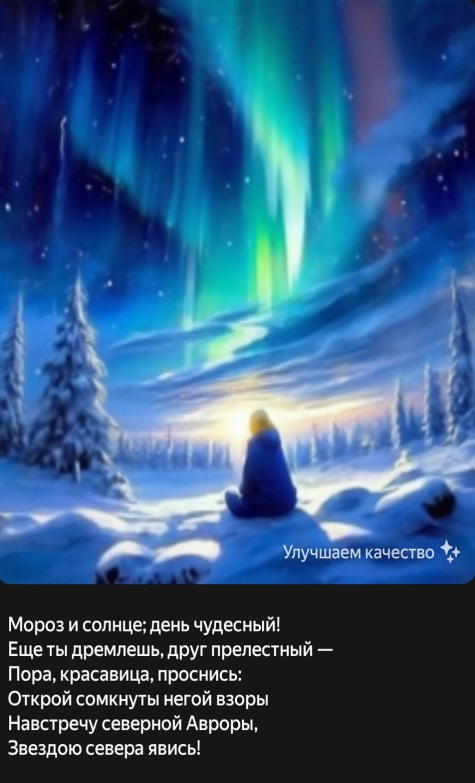 Улучшаем качество
Мороз и солнце; день чудесный!
Еще ты дремлешь, друг прелестный —
Пора, красавица, проснись:
Открой сомкнуты негой взоры
Навстречу северной Авроры,
Звездою севера явись!